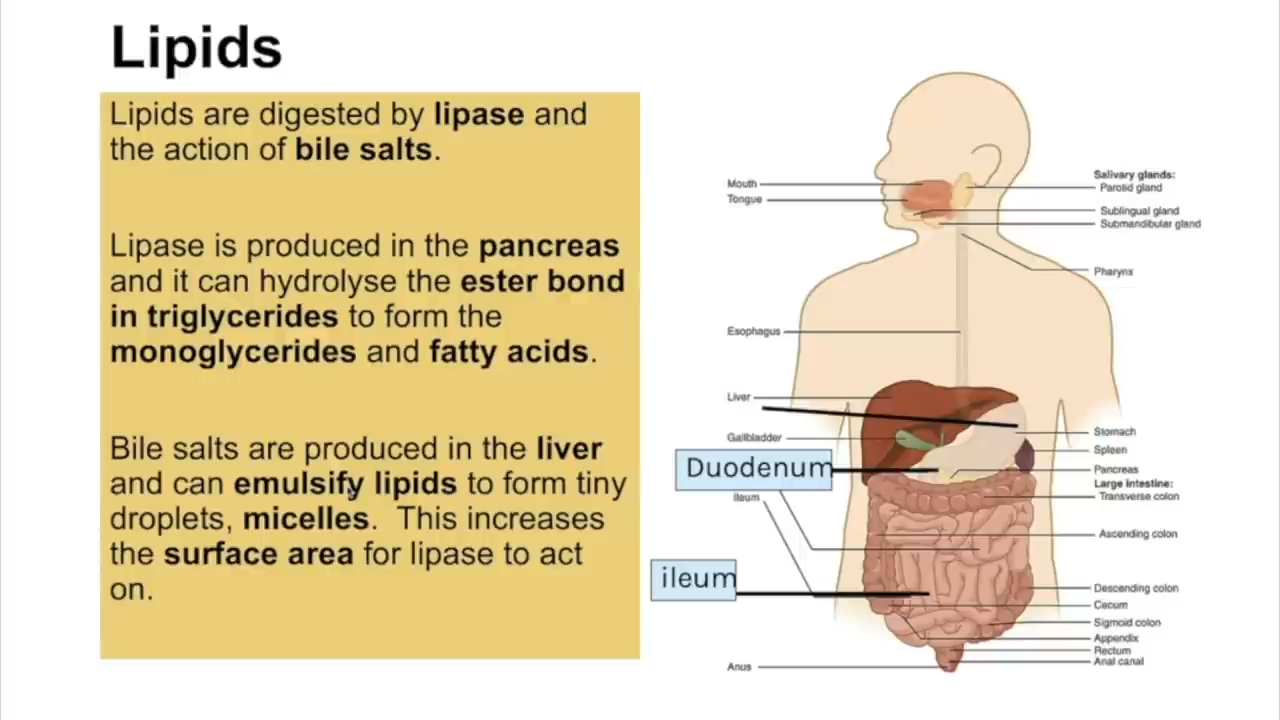 Lipids
Lipids are digested by lipase and
the action of bile salts.
Lipase is produced in the pancreas
and it can hydrolyse the ester bond
in triglycerides to form the
monoglycerides and fatty acids.
Bile salts are produced in the liver
and can emulsify lipids to form tiny
droplets, micelles. This increases
the surface area for lipase to act
on.
Mouth
Tongue
Esophagus
Liver
Gallbladder
Duodenum
Ileum
ileum
Anus
Salivary glands:
Parotid gland
Sublingual gland
Submandibular gland
Pharynx
Stomach
Spleen
Pancreas
Large intestine:
Transverse colon
Ascending colon
Descending colon
Cecum
Sigmoid colon
Appendix
Rectum
Anal canal